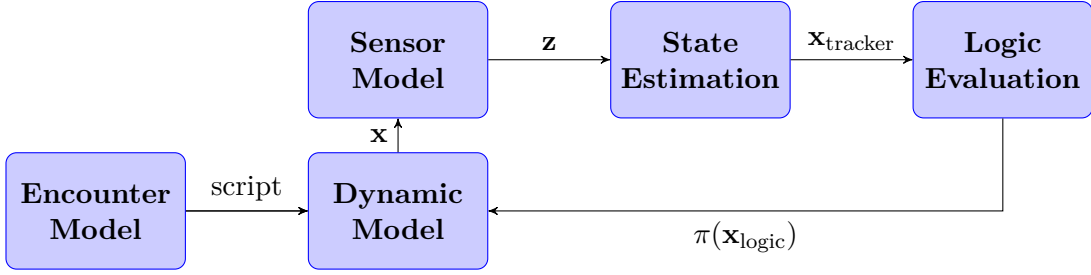 Sensor
Model
z
State
Estimation
x_tracker
Logic
Evaluation
x
Encounter
Model
script
Dynamic
Model
π(x_logic)